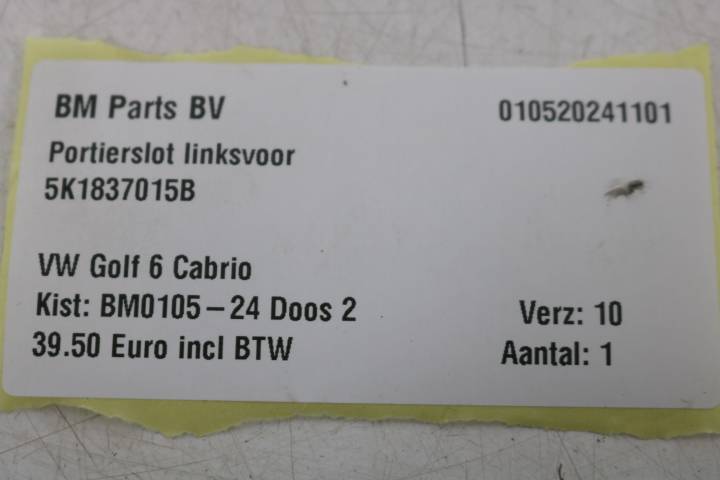 BM Parts BV 010520241101
Portierslot linksvoor
5K1837015B
VW Golf 6 Cabrio
Kist: BM0105-24 Doos 2 Verz: 10
39.50 Euro incl BTW Aantal: 1